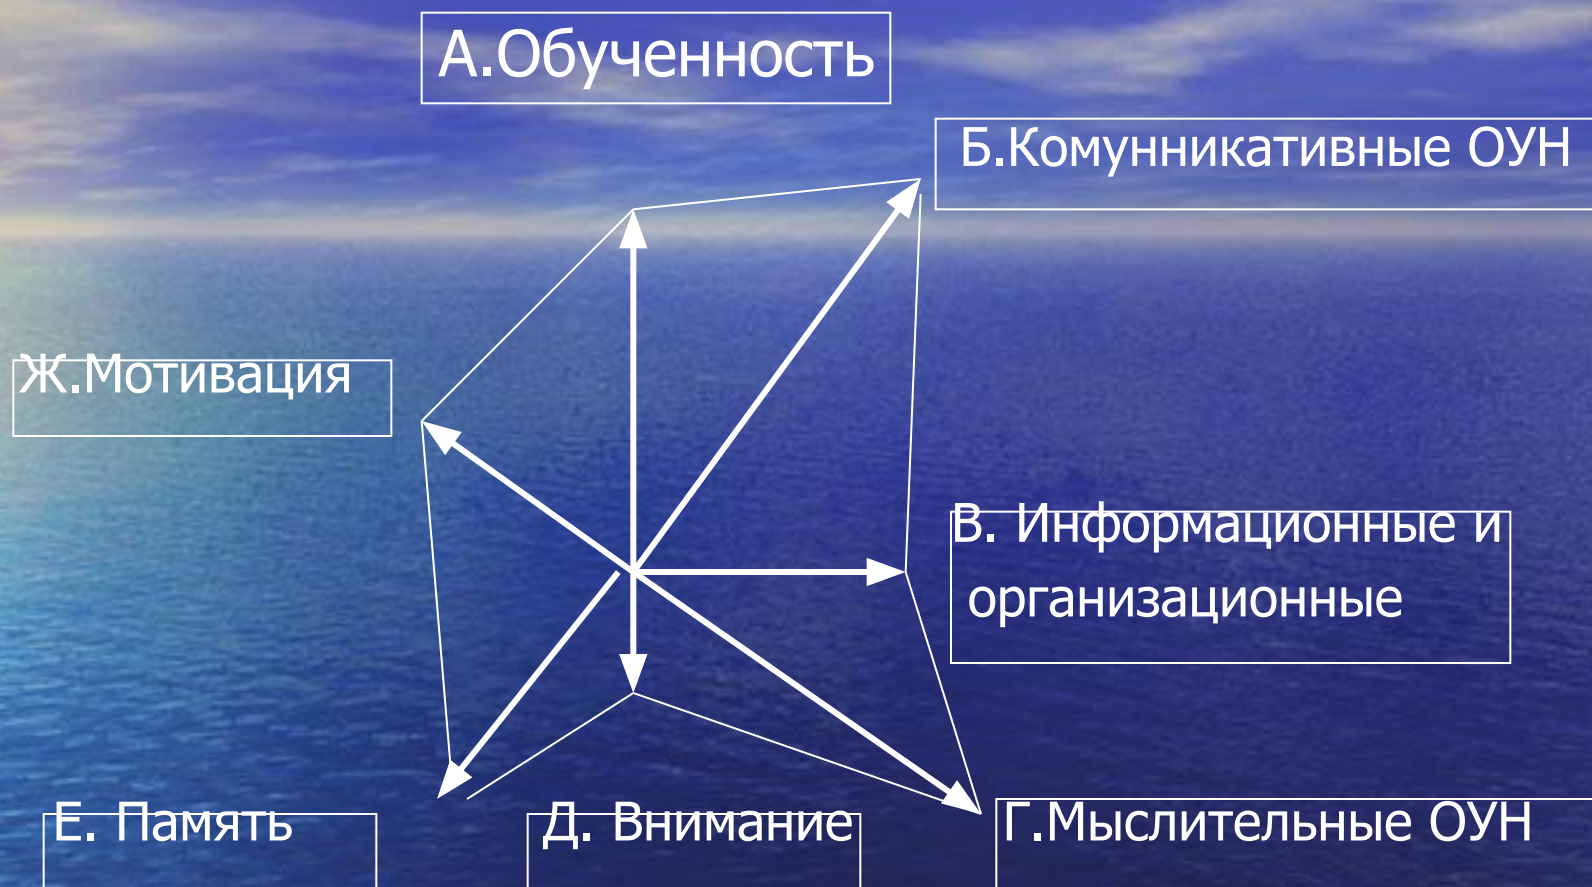 А.Обученность
Б.Комунникативные ОУН
Ж.Мотивация
В. Информационные и
организационные
Е. Память
Д. Внимание
Г.Мыслительные ОУН